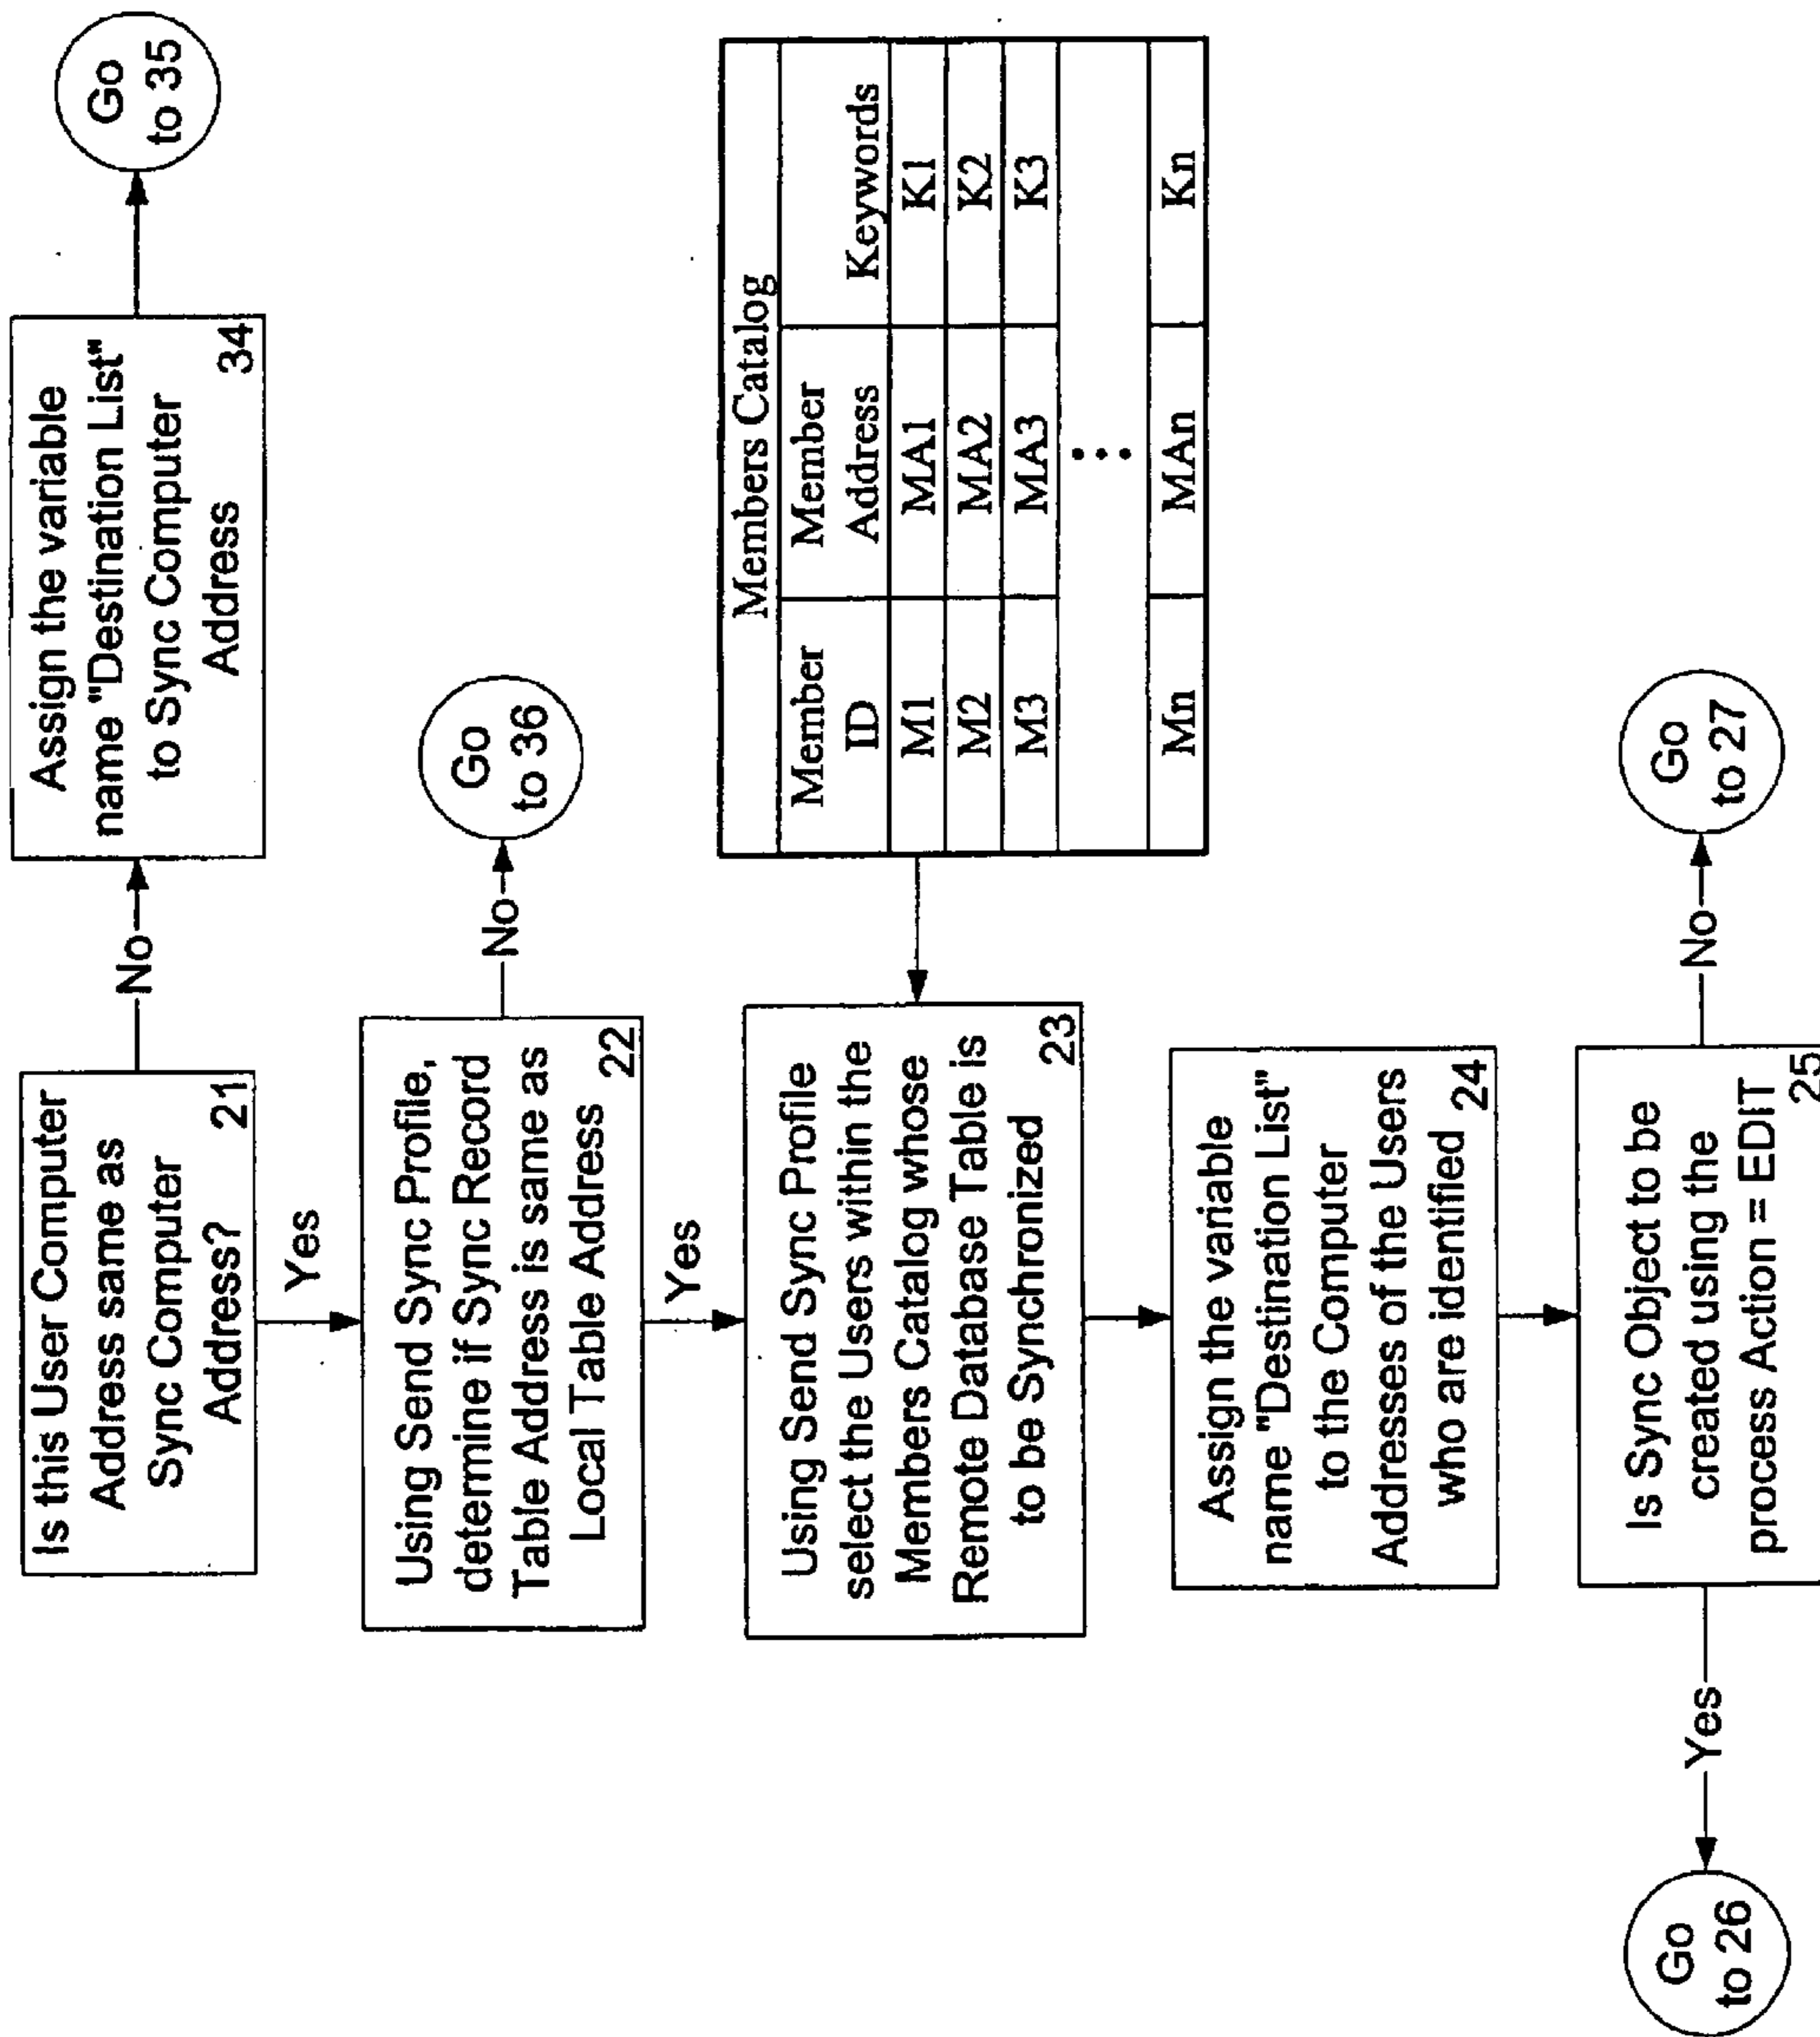 Is this User Computer
Address same as
Sync Computer
Address?
21
No
Assign the variable
name "Destination List"
to Sync Computer
Address
34
Go
to 35
Yes
Using Send Sync Profile,
determine if Sync Record
Table Address is same as
Local Table Address
22
No
Go
to 36
Yes
Using Send Sync Profile
select the Users within the
Members Catalog whose
Remote Database Table is
to be Synchronized
23
Members Catalog
Member ID Member Address Keywords
M1 MA1 K1
M2 MA2 K2
M3 MA3 K3
...
Mn MAn Kn
Assign the variable
name "Destination List"
to the Computer
Addresses of the Users
who are identified
24
Is Sync Object to be
created using the
process Action = EDIT
25
No
Go
to 27
Yes
Go
to 26